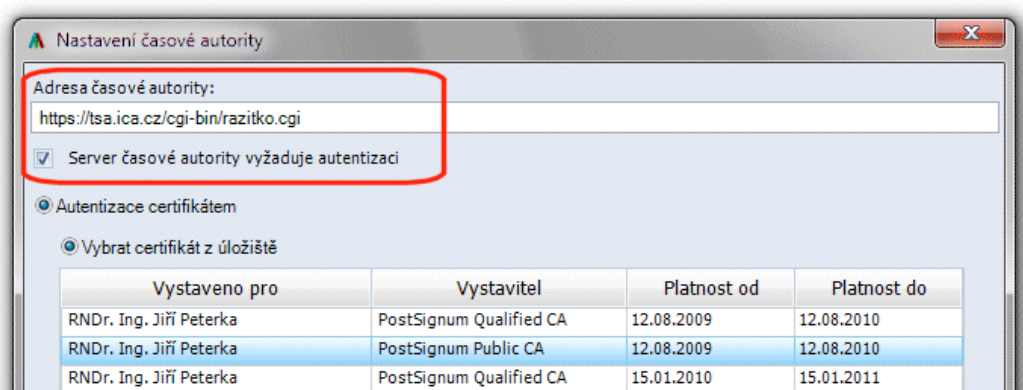 Nastavení časové autority
Adresa časové autority:
https://tsa.ica.cz/cgi-bin/razitko.cgi
Server časové autority vyžaduje autentizaci
Autentizace certifikátem
Vybrat certifikát z úložiště
Vystaveno pro Vystavitel Platnost od Platnost do
RNDr. Ing. Jiří Peterka PostSignum Qualified CA 12.08.2009 12.08.2010
RNDr. Ing. Jiří Peterka PostSignum Public CA 12.08.2009 12.08.2010
RNDr. Ing. Jiří Peterka PostSignum Qualified CA 15.01.2010 15.01.2011